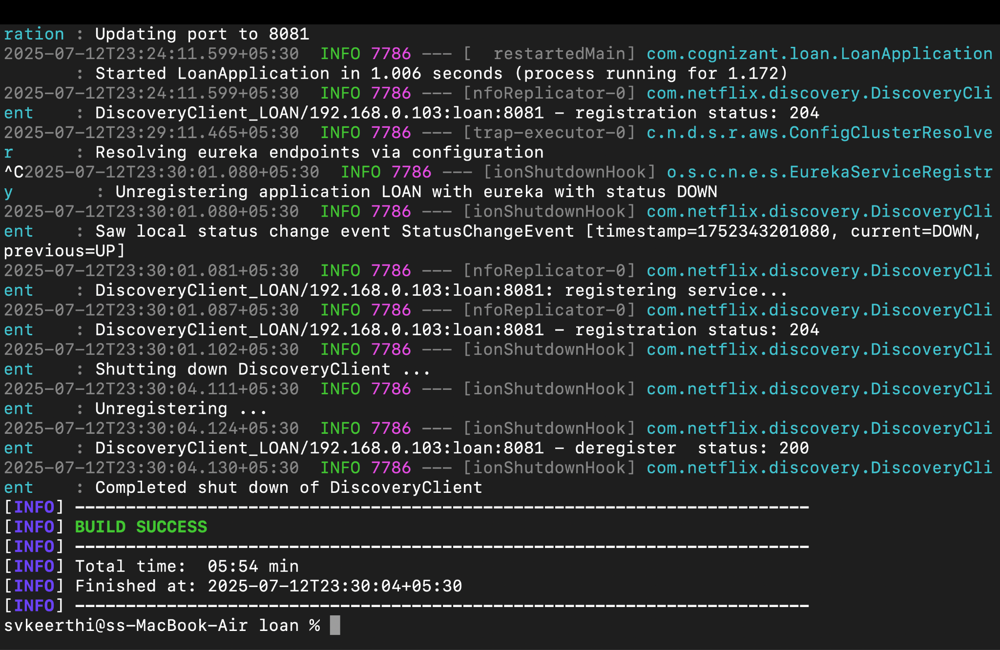 ration : Updating port to 8081
2025-07-12T23:24:11.599+05:30  INFO 7786 --- [  restartedMain] com.cognizant.loan.LoanApplication
       : Started LoanApplication in 1.006 seconds (process running for 1.172)
2025-07-12T23:24:11.599+05:30  INFO 7786 --- [nfoReplicator-0] com.netflix.discovery.DiscoveryCli
ent    : DiscoveryClient_LOAN/192.168.0.103:loan:8081 - registration status: 204
2025-07-12T23:29:11.465+05:30  INFO 7786 --- [trap-executor-0] c.n.d.s.r.aws.ConfigClusterResolve
r      : Resolving eureka endpoints via configuration
^C2025-07-12T23:30:01.080+05:30  INFO 7786 --- [ionShutdownHook] o.s.c.n.e.s.EurekaServiceRegistr
y        : Unregistering application LOAN with eureka with status DOWN
2025-07-12T23:30:01.080+05:30  INFO 7786 --- [ionShutdownHook] com.netflix.discovery.DiscoveryCli
ent    : Saw local status change event StatusChangeEvent [timestamp=1752343201080, current=DOWN,
previous=UP]
2025-07-12T23:30:01.081+05:30  INFO 7786 --- [nfoReplicator-0] com.netflix.discovery.DiscoveryCli
ent    : DiscoveryClient_LOAN/192.168.0.103:loan:8081: registering service...
2025-07-12T23:30:01.087+05:30  INFO 7786 --- [nfoReplicator-0] com.netflix.discovery.DiscoveryCli
ent    : DiscoveryClient_LOAN/192.168.0.103:loan:8081 - registration status: 204
2025-07-12T23:30:01.102+05:30  INFO 7786 --- [ionShutdownHook] com.netflix.discovery.DiscoveryCli
ent    : Shutting down DiscoveryClient ...
2025-07-12T23:30:04.111+05:30  INFO 7786 --- [ionShutdownHook] com.netflix.discovery.DiscoveryCli
ent    : Unregistering ...
2025-07-12T23:30:04.124+05:30  INFO 7786 --- [ionShutdownHook] com.netflix.discovery.DiscoveryCli
ent    : DiscoveryClient_LOAN/192.168.0.103:loan:8081 - deregister  status: 200
2025-07-12T23:30:04.130+05:30  INFO 7786 --- [ionShutdownHook] com.netflix.discovery.DiscoveryCli
ent    : Completed shut down of DiscoveryClient
[INFO] ------------------------------------------------------------------------
[INFO] BUILD SUCCESS
[INFO] ------------------------------------------------------------------------
[INFO] Total time:  05:54 min
[INFO] Finished at: 2025-07-12T23:30:04+05:30
[INFO] ------------------------------------------------------------------------
svkeerthi@ss-MacBook-Air loan %